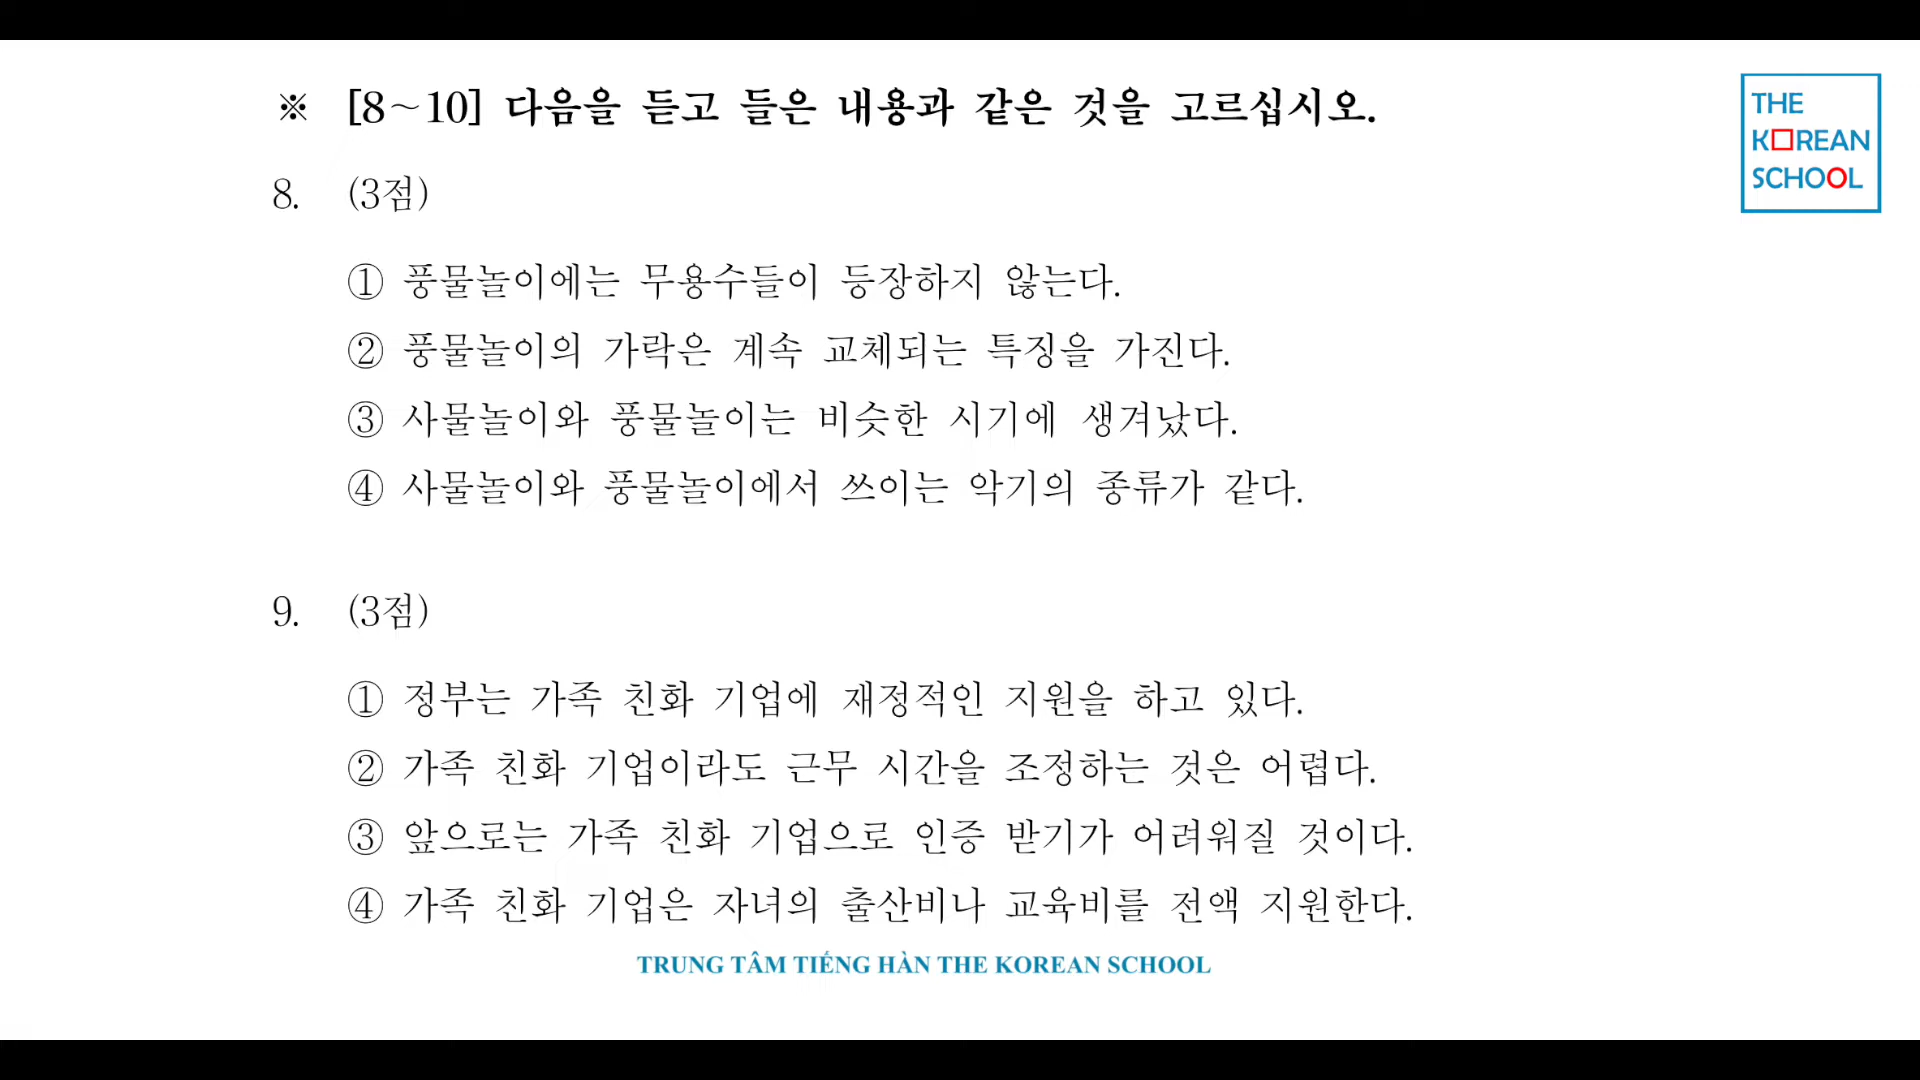 ※ [8~10] 다음을 듣고 들은 내용과 같은 것을 고르십시오.
THE
KOREAN
SCHOOL
8. (3점)
① 풍물놀이에는 무용수들이 등장하지 않는다.
② 풍물놀이의 가락은 계속 교체되는 특징을 가진다.
③ 사물놀이와 풍물놀이는 비슷한 시기에 생겨났다.
④ 사물놀이와 풍물놀이에서 쓰이는 악기의 종류가 같다.
9. (3점)
① 정부는 가족 친화 기업에 재정적인 지원을 하고 있다.
② 가족 친화 기업이라도 근무 시간을 조정하는 것은 어렵다.
③ 앞으로는 가족 친화 기업으로 인증 받기가 어려워질 것이다.
④ 가족 친화 기업은 자녀의 출산비나 교육비를 전액 지원한다.
TRUNG TÂM TIẾNG HÀN THE KOREAN SCHOOL